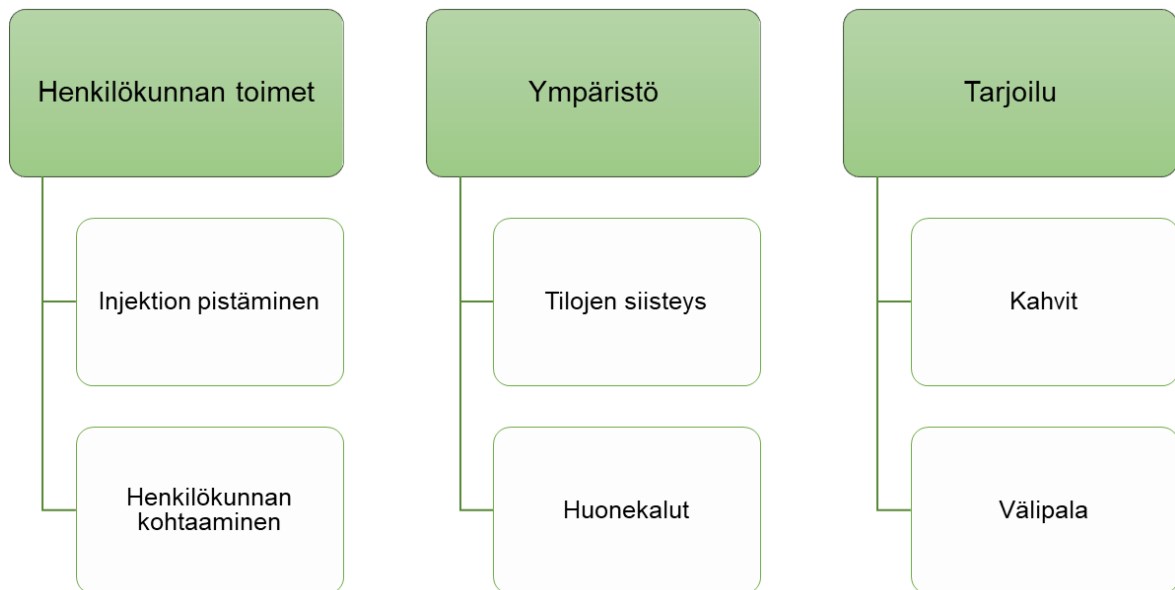 Henkilökunnan toimet
Ympäristö
Tarjoilu
Injektion pistäminen
Tilojen siisteys
Kahvit
Henkilökunnan
kohtaaminen
Huonekalut
Välipala